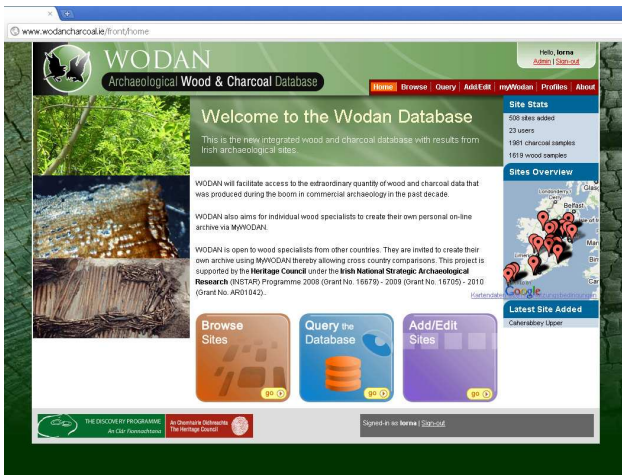 www.wodancharcoal.ie/front/home
WODAN
Archaeological Wood & Charcoal Database
Hello, lorna
Admin | Sign-out
Home Browse Query Add/Edit myWodan Profiles About
Welcome to the Wodan Database
This is the new integrated wood and charcoal database with results from
Irish archaeological sites.
WODAN will facilitate access to the extraordinary quantity of wood and charcoal data that
was produced during the boom in commercial archaeology in the past decade.
WODAN also aims for individual wood specialists to create their own personal on-line
archive via MyWODAN.
WODAN is open to wood specialists from other countries. They are invited to create their
own archive using MyWODAN thereby allowing cross country comparisons. This project is
supported by the Heritage Council under the Irish National Strategic Archaeological
Research (INSTAR) Programme 2008 (Grant No. 16679) - 2009 (Grant No. 16705) - 2010
(Grant No. AR01042)..
Browse
Sites
go
Query the
Database
go
Add/Edit
Sites
go
Site Stats
508 sites added
23 users
1981 charcoal samples
1619 wood samples
Sites Overview
Londonderry
Derry
Glasg
Belfast
Isle of
Man
Limerick
Bir
Car
Google
Latest Site Added
Caherabbey Upper
THE DISCOVERY PROGRAMME
An Clár Fionnachtana
An Chomhairle Oidhreachta
The Heritage Council
Signed-in as lorna | Sign-out